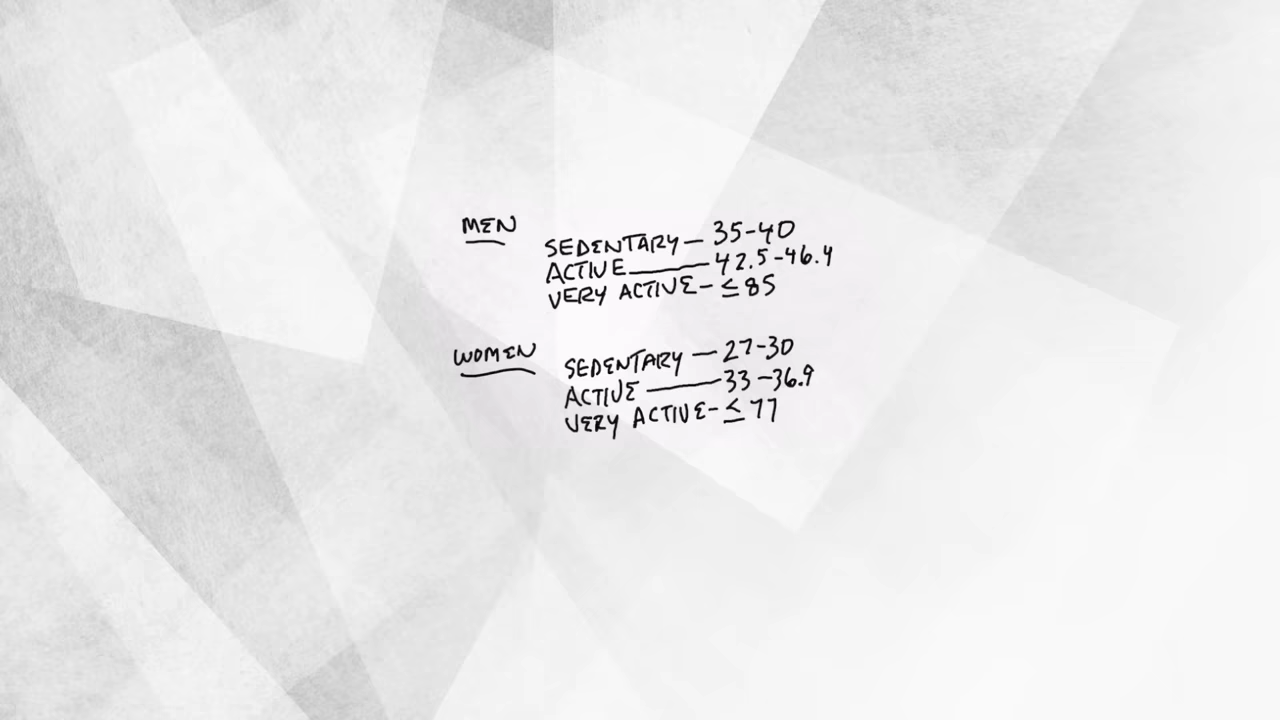 MEN
SEDENTARY — 35-40
ACTIVE — 42.5-46.4
VERY ACTIVE - ≤ 85
WOMEN
SEDENTARY — 27-30
ACTIVE — 33-36.9
VERY ACTIVE - ≤ 77